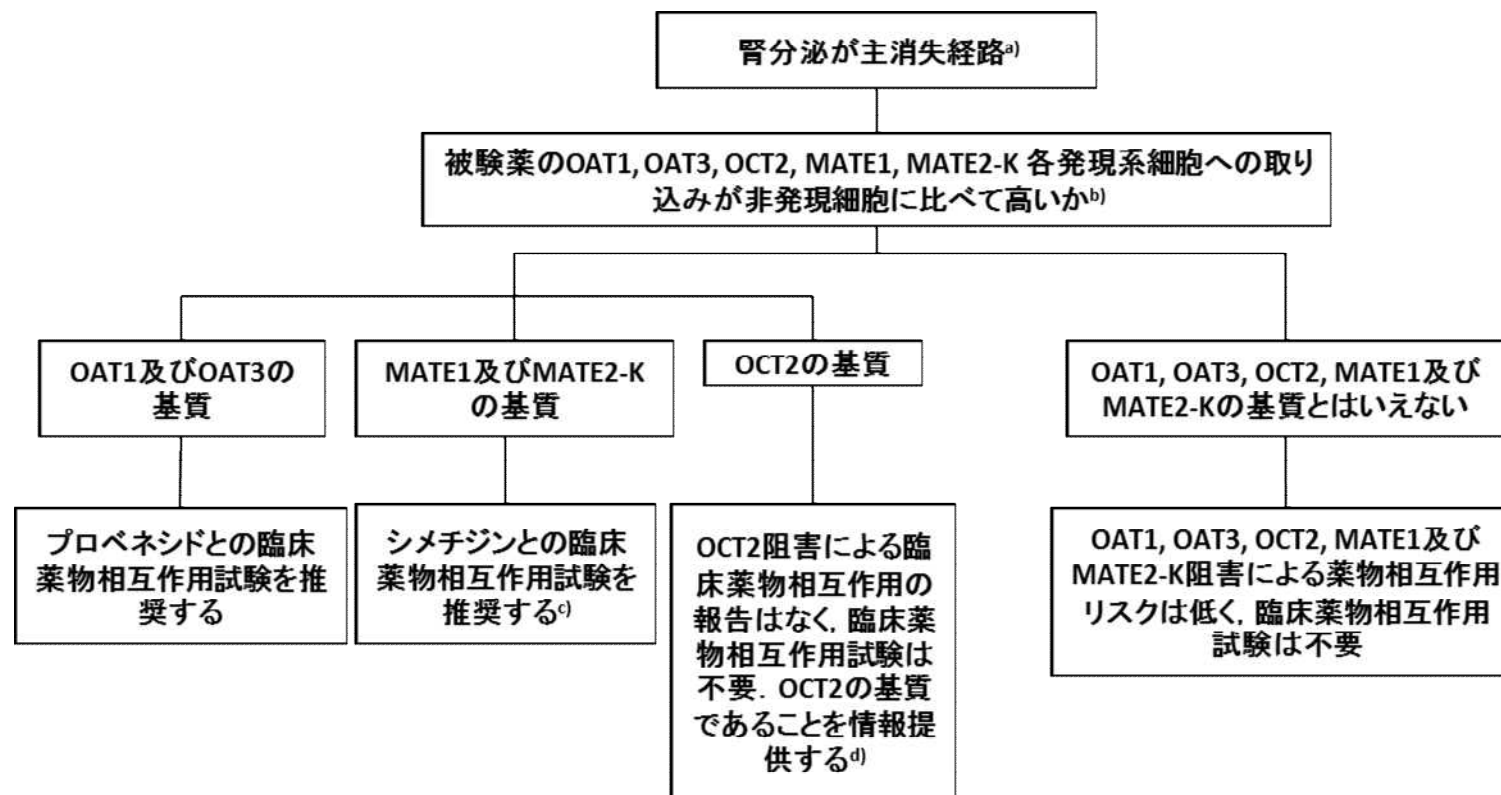 腎分泌が主消失経路a)
被験薬のOAT1, OAT3, OCT2, MATE1, MATE2-K 各発現系細胞への取り
込みが非発現細胞に比べて高いかb)
OAT1及びOAT3の
基質
MATE1及びMATE2-K
の基質
OCT2の基質
OAT1, OAT3, OCT2, MATE1及び
MATE2-Kの基質とはいえない
プロベネシドとの臨床
薬物相互作用試験を推
奨する
シメチジンとの臨床
薬物相互作用試験を
推奨するc)
OCT2阻害による臨
床薬物相互作用の
報告はなく, 臨床薬
物相互作用試験は
不要. OCT2の基質
であることを情報提
供するd)
OAT1, OAT3, OCT2, MATE1及び
MATE2-K阻害による薬物相互作用
リスクは低く, 臨床薬物相互作用
試験は不要